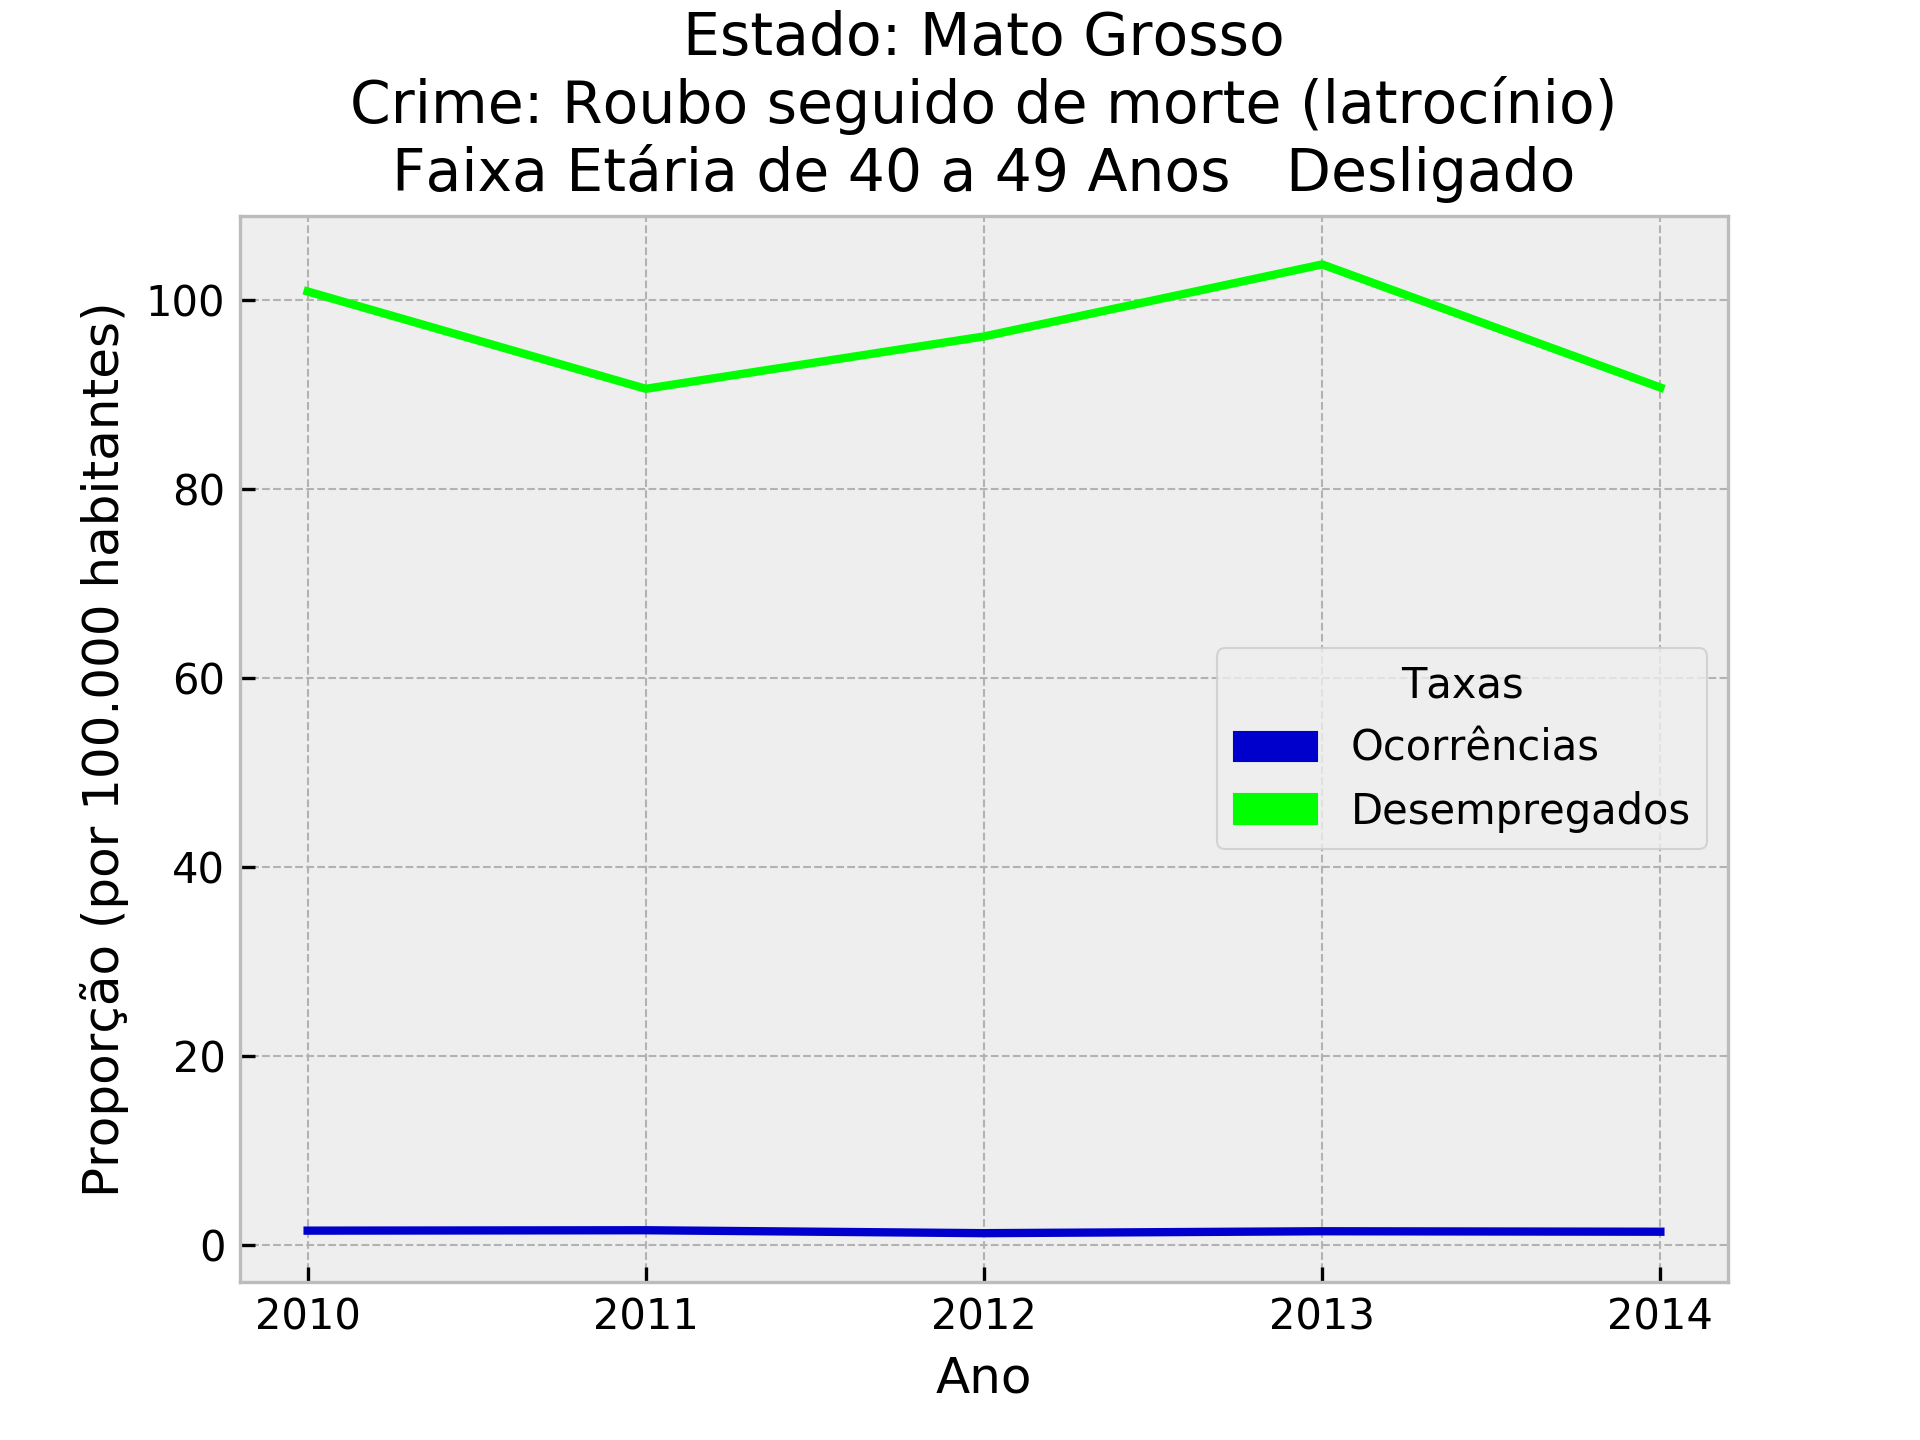 Estado: Mato Grosso
Crime: Roubo seguido de morte (latrocínio)
Faixa Etária de 40 a 49 Anos   Desligado
Proporção (por 100.000 habitantes)
100
80
60
40
20
0
Taxas
Ocorrências
Desempregados
2010 2011 2012 2013 2014
Ano